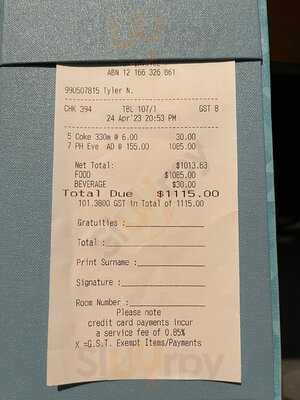 ABN 12 166 326 661
990507815 Tyler N.
CHK 394 TBL 107/1 GST 8
24 Apr'23 20:53 PM
5 Coke 330m @ 6.00 30.00
7 PH Eve AD @ 155.00 1085.00
Net Total: $1013.63
FOOD $1085.00
BEVERAGE $30.00
Total Due $1115.00
101.3800 GST in Total of 1115.00
Gratuities :
Total :
Print Surname :
Signature :
Room Number :
Please note
credit card payments incur
a service fee of 0.85%
X =G.S.T. Exempt Items/Payments